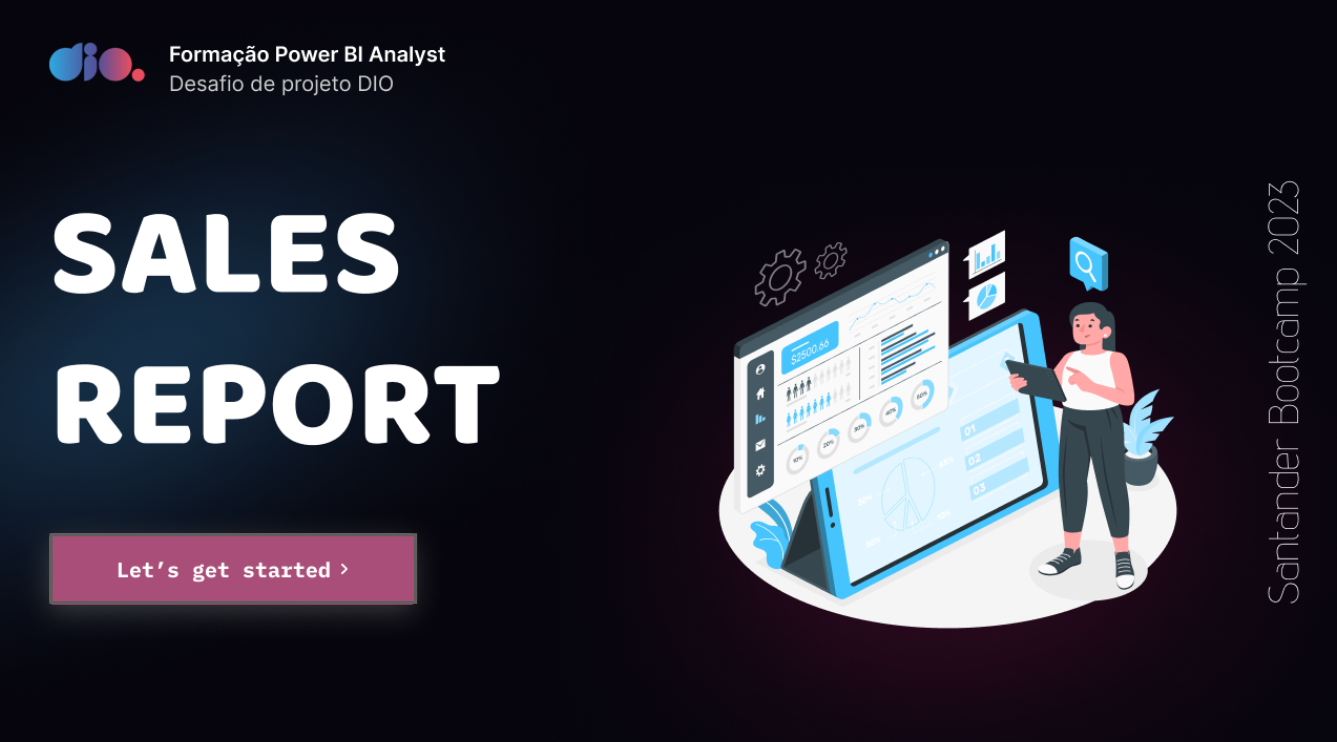 dio.
Formação Power BI Analyst
Desafio de projeto DIO
SALES
REPORT
Let’s get started ›
$2500.66
10%
20%
30%
40%
50%
01
02
03
Santander Bootcamp 2023